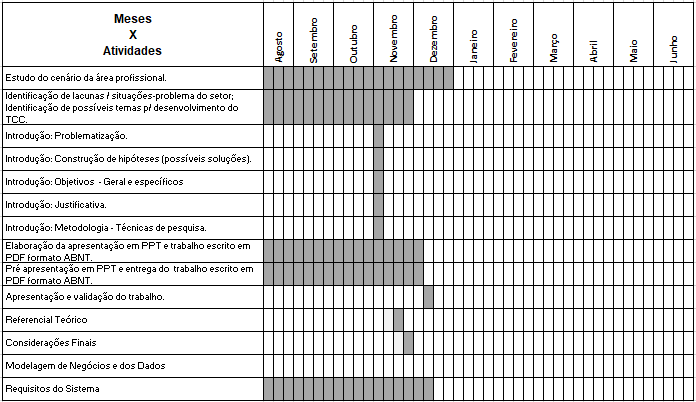 Meses
X
Atividades
Agosto
Setembro
Outubro
Novembro
Dezembro
Janeiro
Fevereiro
Março
Abril
Maio
Junho
Estudo do cenário da área profissional.
Identificação de lacunas / situações-problema do setor;
Identificação de possíveis temas p/ desenvolvimento do
TCC.
Introdução: Problematização.
Introdução: Construção de hipóteses (possíveis soluções).
Introdução: Objetivos - Geral e específicos
Introdução: Justificativa.
Introdução: Metodologia - Técnicas de pesquisa.
Elaboração da apresentação em PPT e trabalho escrito em
PDF formato ABNT.
Pré apresentação em PPT e entrega do trabalho escrito em
PDF formato ABNT.
Apresentação e validação do trabalho.
Referencial Teórico
Considerações Finais
Modelagem de Negócios e dos Dados
Requisitos do Sistema